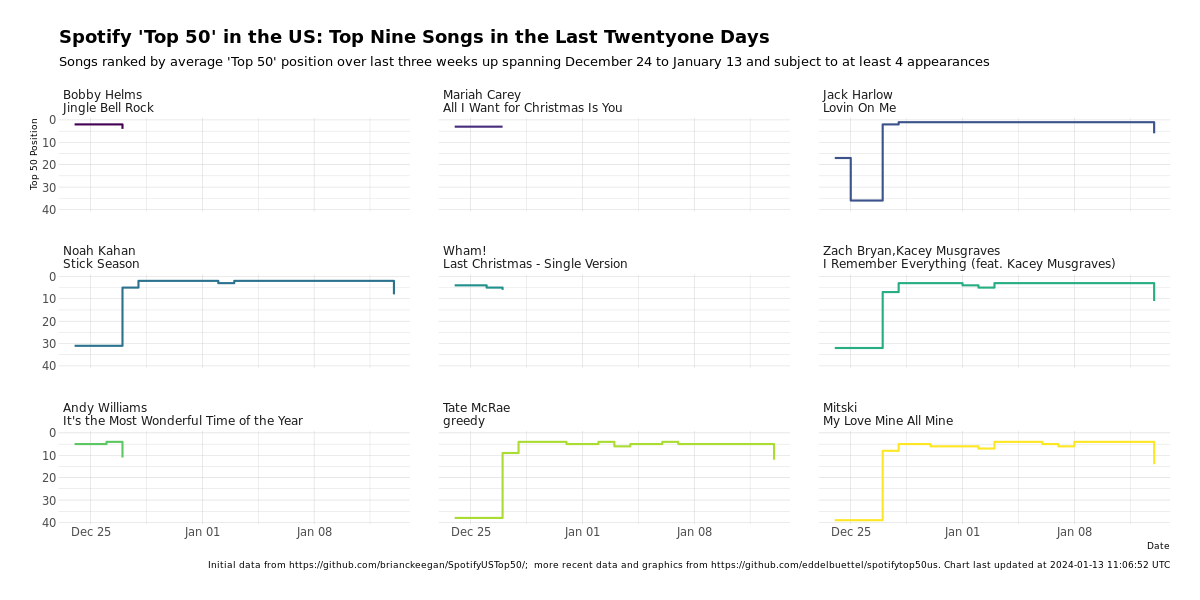 Spotify 'Top 50' in the US: Top Nine Songs in the Last Twentyone Days
Songs ranked by average 'Top 50' position over last three weeks up spanning December 24 to January 13 and subject to at least 4 appearances
Bobby Helms
Jingle Bell Rock
Mariah Carey
All I Want for Christmas Is You
Jack Harlow
Lovin On Me
Top 50 Position
0
10
20
30
40
Noah Kahan
Stick Season
Wham!
Last Christmas - Single Version
Zach Bryan,Kacey Musgraves
I Remember Everything (feat. Kacey Musgraves)
0
10
20
30
40
Andy Williams
It's the Most Wonderful Time of the Year
Tate McRae
greedy
Mitski
My Love Mine All Mine
0
10
20
30
40
Dec 25 Jan 01 Jan 08 Dec 25 Jan 01 Jan 08 Dec 25 Jan 01 Jan 08
Date
Initial data from https://github.com/brianckeegan/SpotifyUSTop50/; more recent data and graphics from https://github.com/eddelbuettel/spotifytop50us. Chart last updated at 2024-01-13 11:06:52 UTC